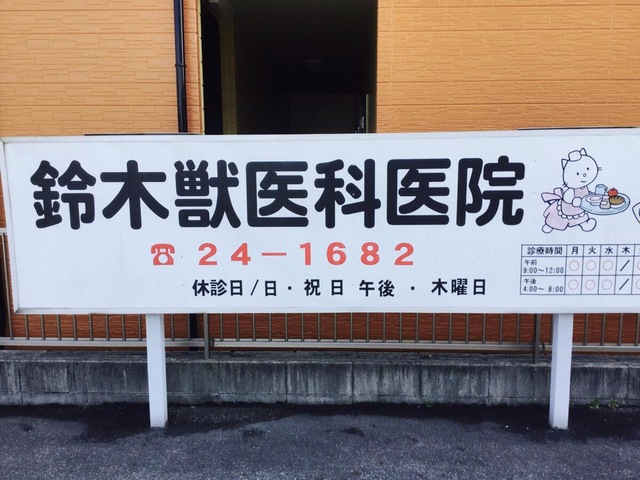 鈴木獣医科医院
☎ 24-1682
休診日/日・祝日 午後・木曜日
診療時間 月 火 水 木
午前 9:00〜12:00 ○ ○ ○ /
午後 4:00〜 8:00 ○ ○ ○ /